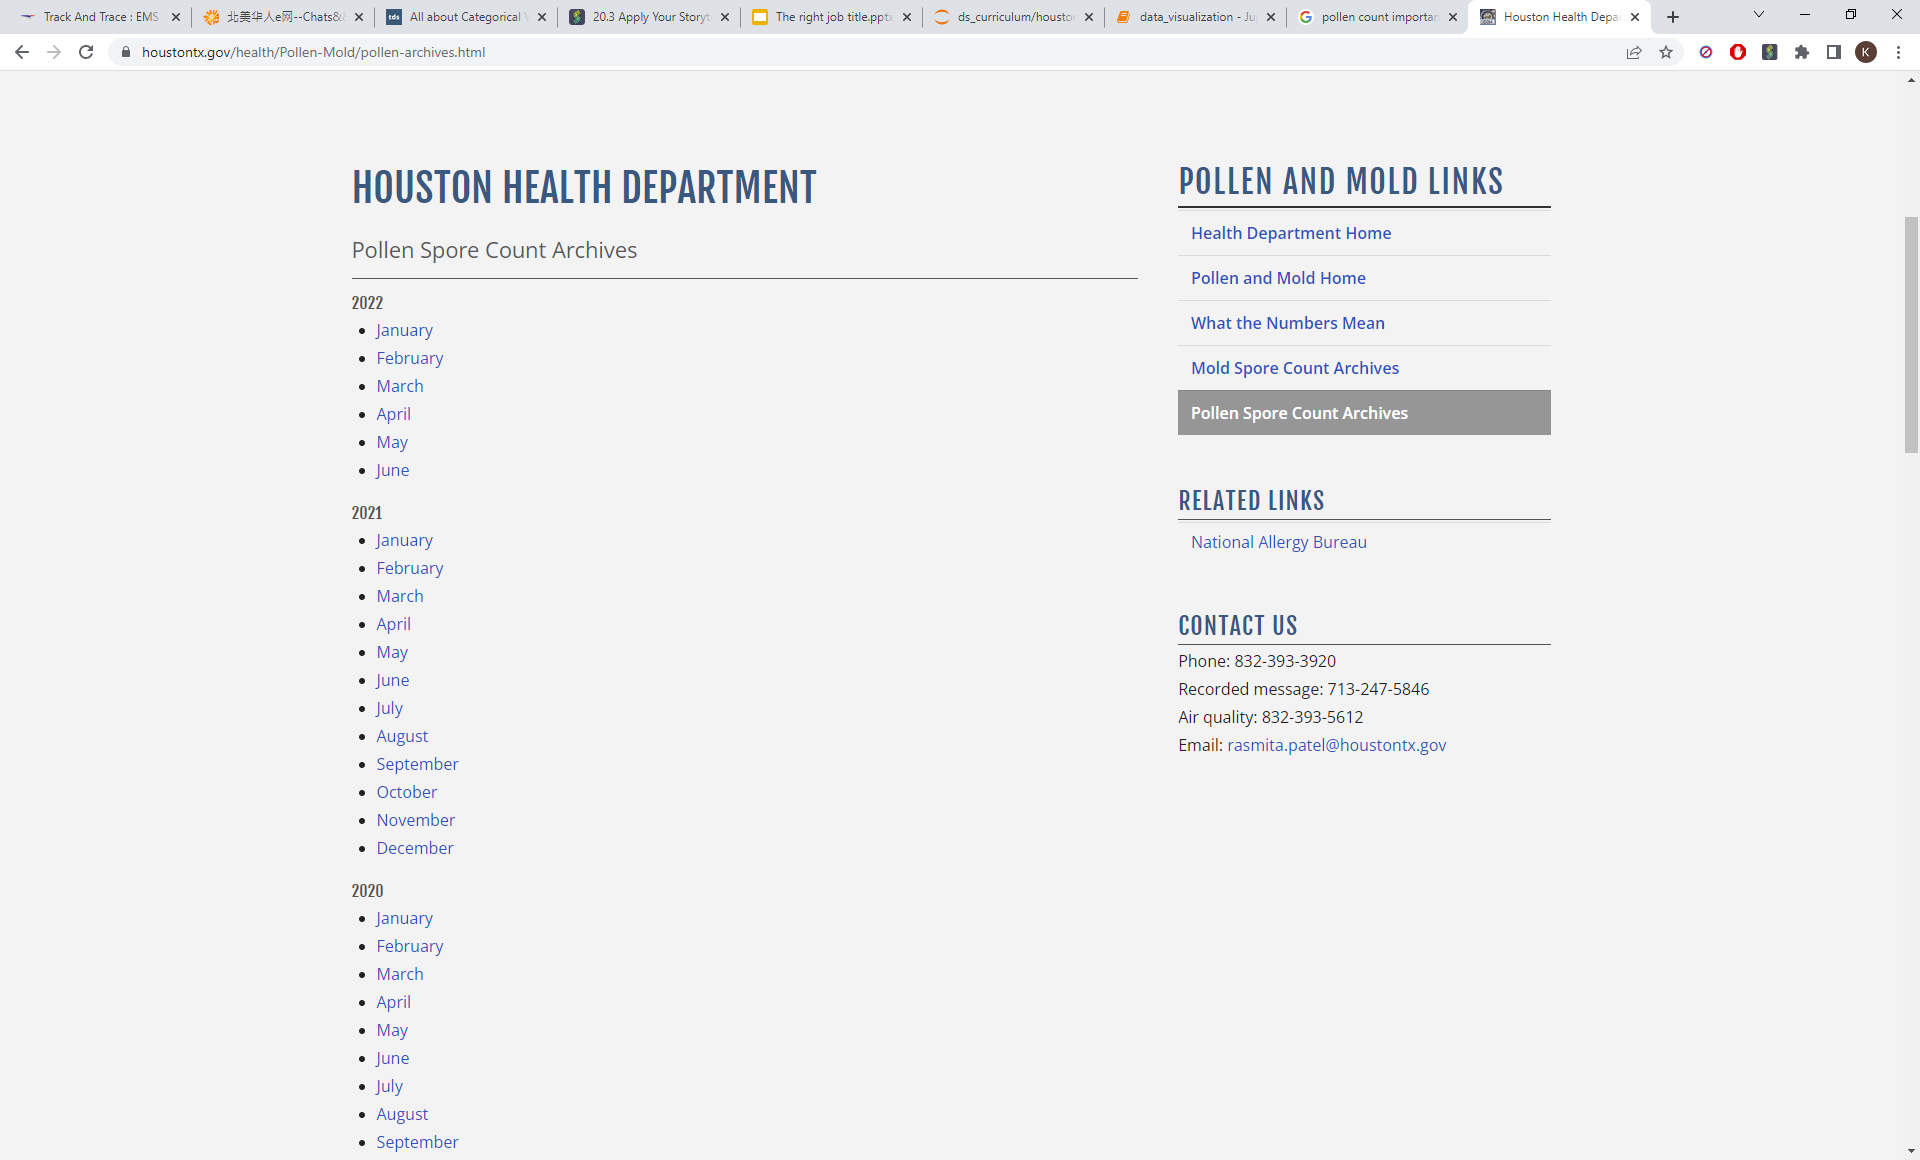 Track And Trace : EMS
北美华人e网--Chats&
All about Categorical
20.3 Apply Your Storyt
The right job title.pptx
ds_curriculum/houston
data_visualization - Ju
pollen count importan
Houston Health Depar
houstontx.gov/health/Pollen-Mold/pollen-archives.html
K
HOUSTON HEALTH DEPARTMENT
Pollen Spore Count Archives
2022
January
February
March
April
May
June
2021
January
February
March
April
May
June
July
August
September
October
November
December
2020
January
February
March
April
May
June
July
August
September
POLLEN AND MOLD LINKS
Health Department Home
Pollen and Mold Home
What the Numbers Mean
Mold Spore Count Archives
Pollen Spore Count Archives
RELATED LINKS
National Allergy Bureau
CONTACT US
Phone: 832-393-3920
Recorded message: 713-247-5846
Air quality: 832-393-5612
Email: rasmita.patel@houstontx.gov